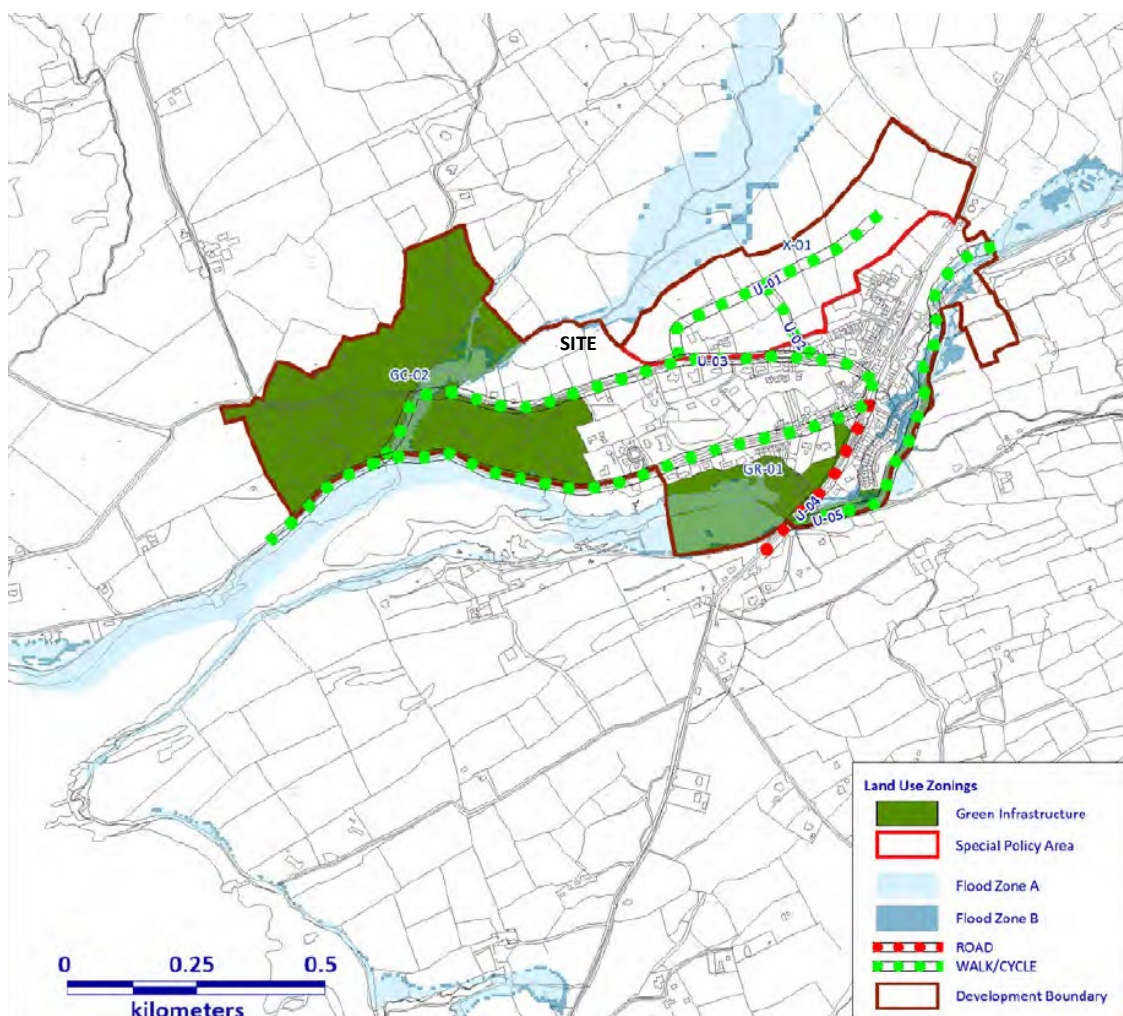 X-01
U-01
U-02
SITE
U-03
GC-02
GR-01
U-04
U-05
Land Use Zonings
Green Infrastructure
Special Policy Area
Flood Zone A
Flood Zone B
ROAD
WALK/CYCLE
Development Boundary
0 0.25 0.5
kilometers